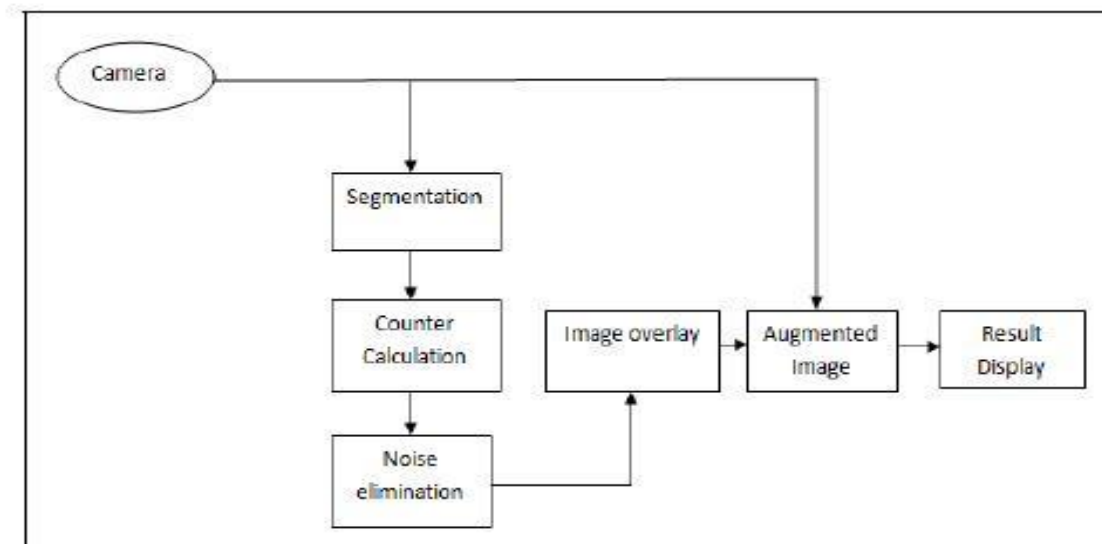 Camera
Segmentation
Counter
Calculation
Noise
elimination
Image overlay
Augmented
Image
Result
Display